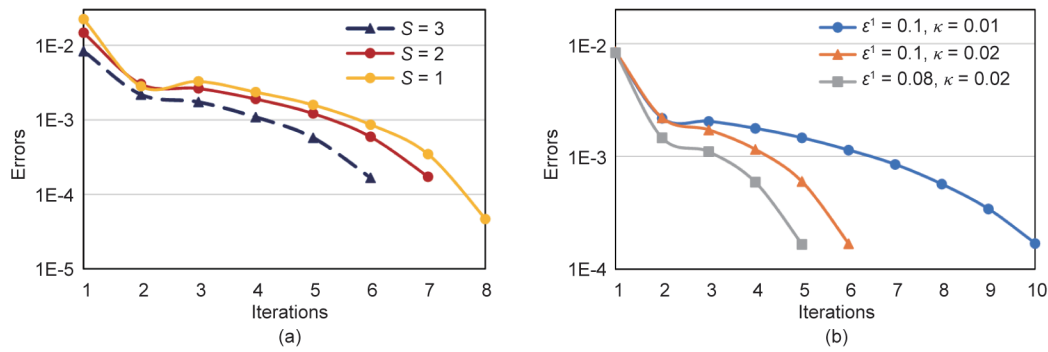 Errors
1E-2
1E-3
1E-4
1E-5
S = 3
S = 2
S = 1
1 2 3 4 5 6 7 8
Iterations
(a)
Errors
1E-2
1E-3
1E-4
ε¹ = 0.1, κ = 0.01
ε¹ = 0.1, κ = 0.02
ε¹ = 0.08, κ = 0.02
1 2 3 4 5 6 7 8 9 10
Iterations
(b)